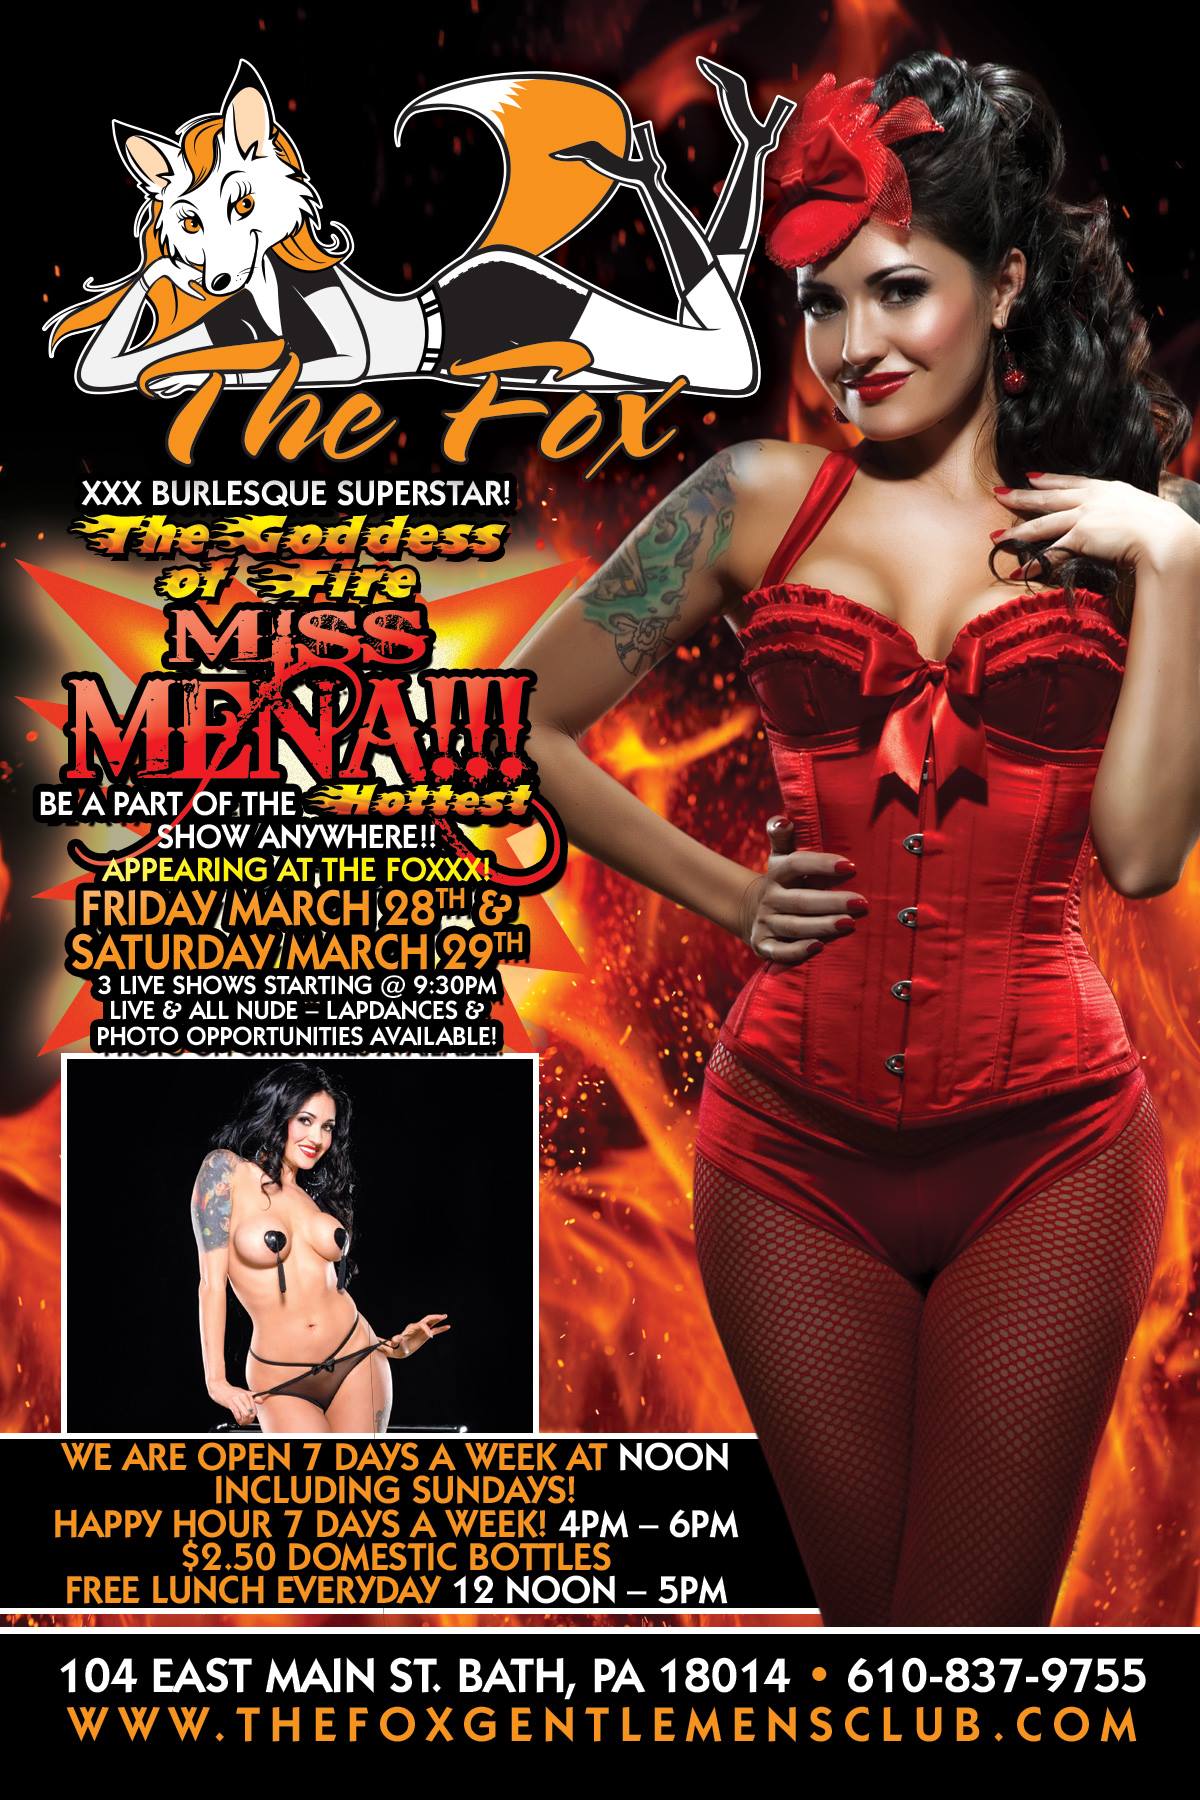 The Fox
XXX BURLESQUE SUPERSTAR!
The Goddess
of Fire
MISS
MENA!!!
BE A PART OF THE Hottest
SHOW ANYWHERE!!
APPEARING AT THE FOXXX!
FRIDAY MARCH 28TH &
SATURDAY MARCH 29TH
3 LIVE SHOWS STARTING @ 9:30PM
LIVE & ALL NUDE – LAPDANCES &
PHOTO OPPORTUNITIES AVAILABLE!
WE ARE OPEN 7 DAYS A WEEK AT NOON
INCLUDING SUNDAYS!
HAPPY HOUR 7 DAYS A WEEK! 4PM – 6PM
$2.50 DOMESTIC BOTTLES
FREE LUNCH EVERYDAY 12 NOON – 5PM
104 EAST MAIN ST. BATH, PA 18014 • 610-837-9755
WWW.THEFOXGENTLEMENSCLUB.COM